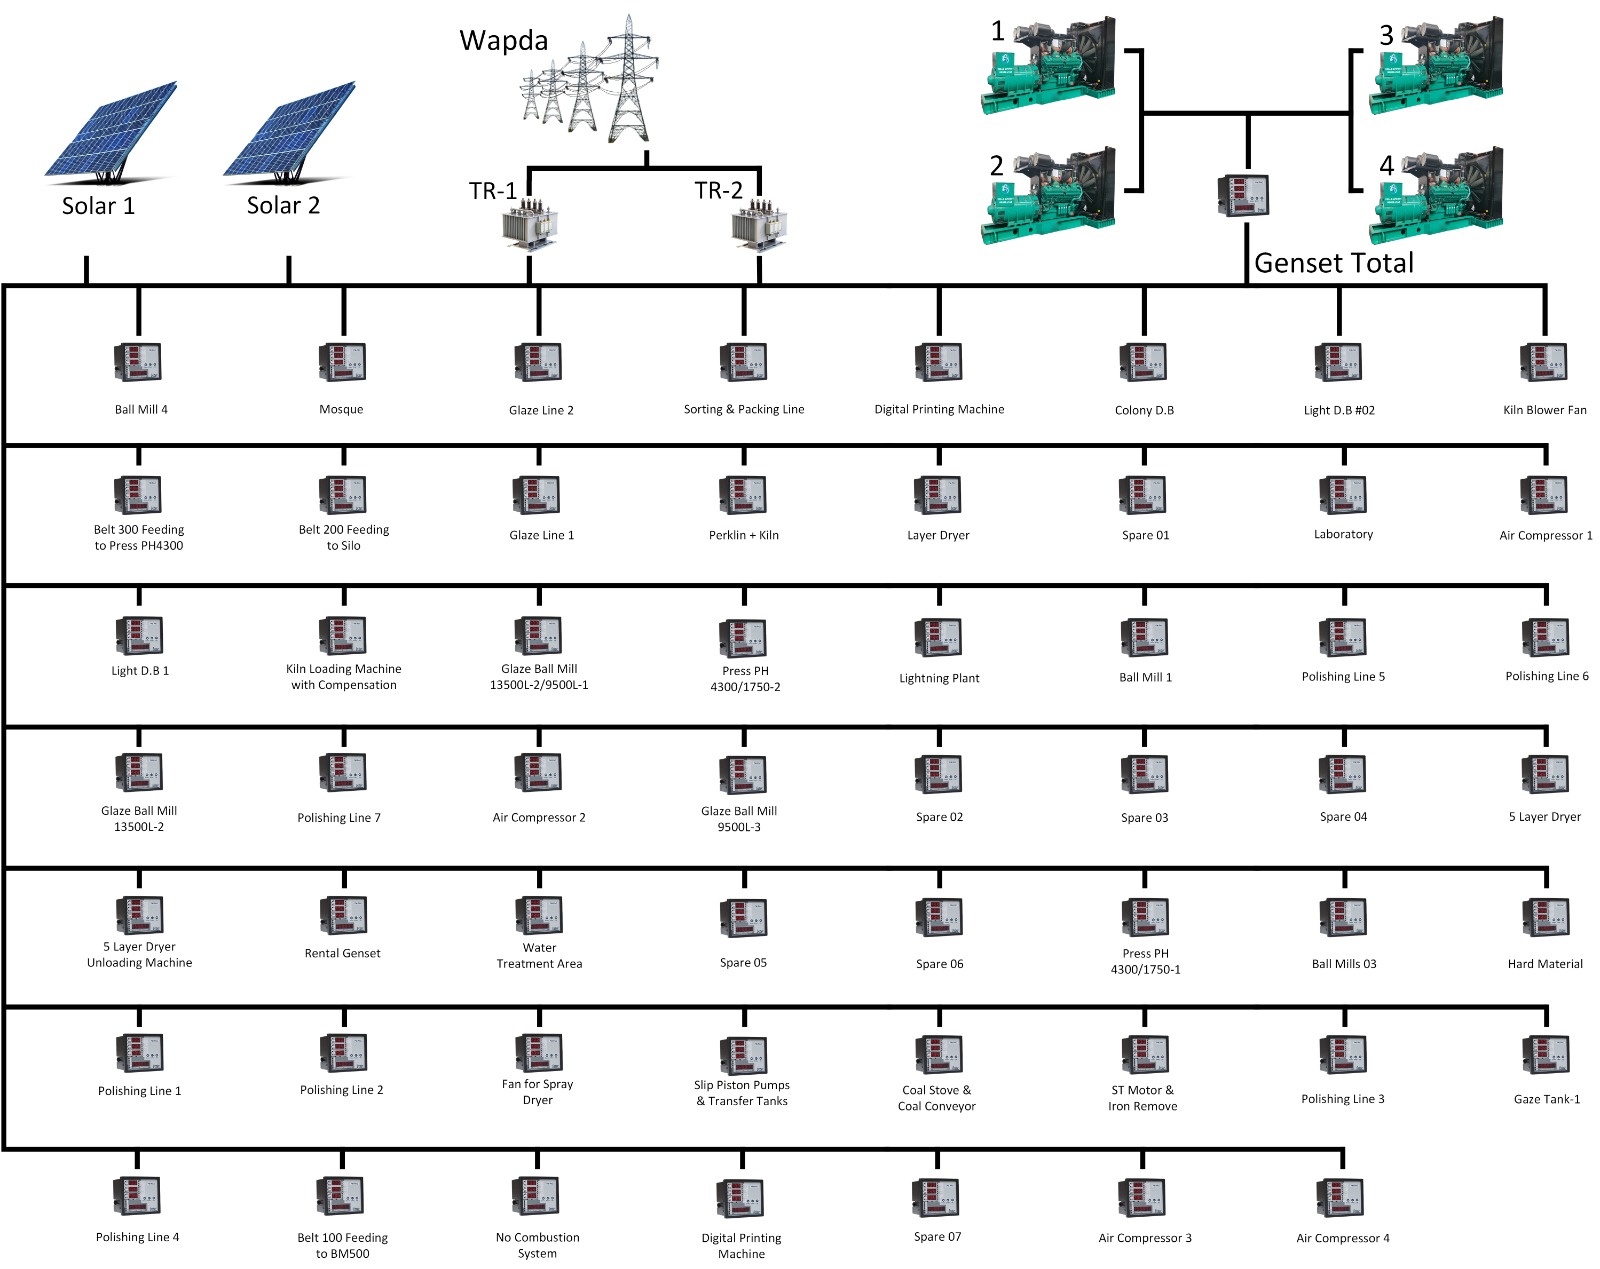 Wapda
1
3
2
4
TR-1
TR-2
Solar 1
Solar 2
Genset Total
Ball Mill 4
Mosque
Glaze Line 2
Sorting & Packing Line
Digital Printing Machine
Colony D.B
Light D.B #02
Kiln Blower Fan
Belt 300 Feeding
to Press PH4300
Belt 200 Feeding
to Silo
Glaze Line 1
Perklin + Kiln
Layer Dryer
Spare 01
Laboratory
Air Compressor 1
Light D.B 1
Kiln Loading Machine
with Compensation
Glaze Ball Mill
13500L-2/9500L-1
Press PH
4300/1750-2
Lightning Plant
Ball Mill 1
Polishing Line 5
Polishing Line 6
Glaze Ball Mill
13500L-2
Polishing Line 7
Air Compressor 2
Glaze Ball Mill
9500L-3
Spare 02
Spare 03
Spare 04
5 Layer Dryer
5 Layer Dryer
Unloading Machine
Rental Genset
Water
Treatment Area
Spare 05
Spare 06
Press PH
4300/1750-1
Ball Mills 03
Hard Material
Polishing Line 1
Polishing Line 2
Fan for Spray
Dryer
Slip Piston Pumps
& Transfer Tanks
Coal Stove &
Coal Conveyor
ST Motor &
Iron Remove
Polishing Line 3
Gaze Tank-1
Polishing Line 4
Belt 100 Feeding
to BM500
No Combustion
System
Digital Printing
Machine
Spare 07
Air Compressor 3
Air Compressor 4